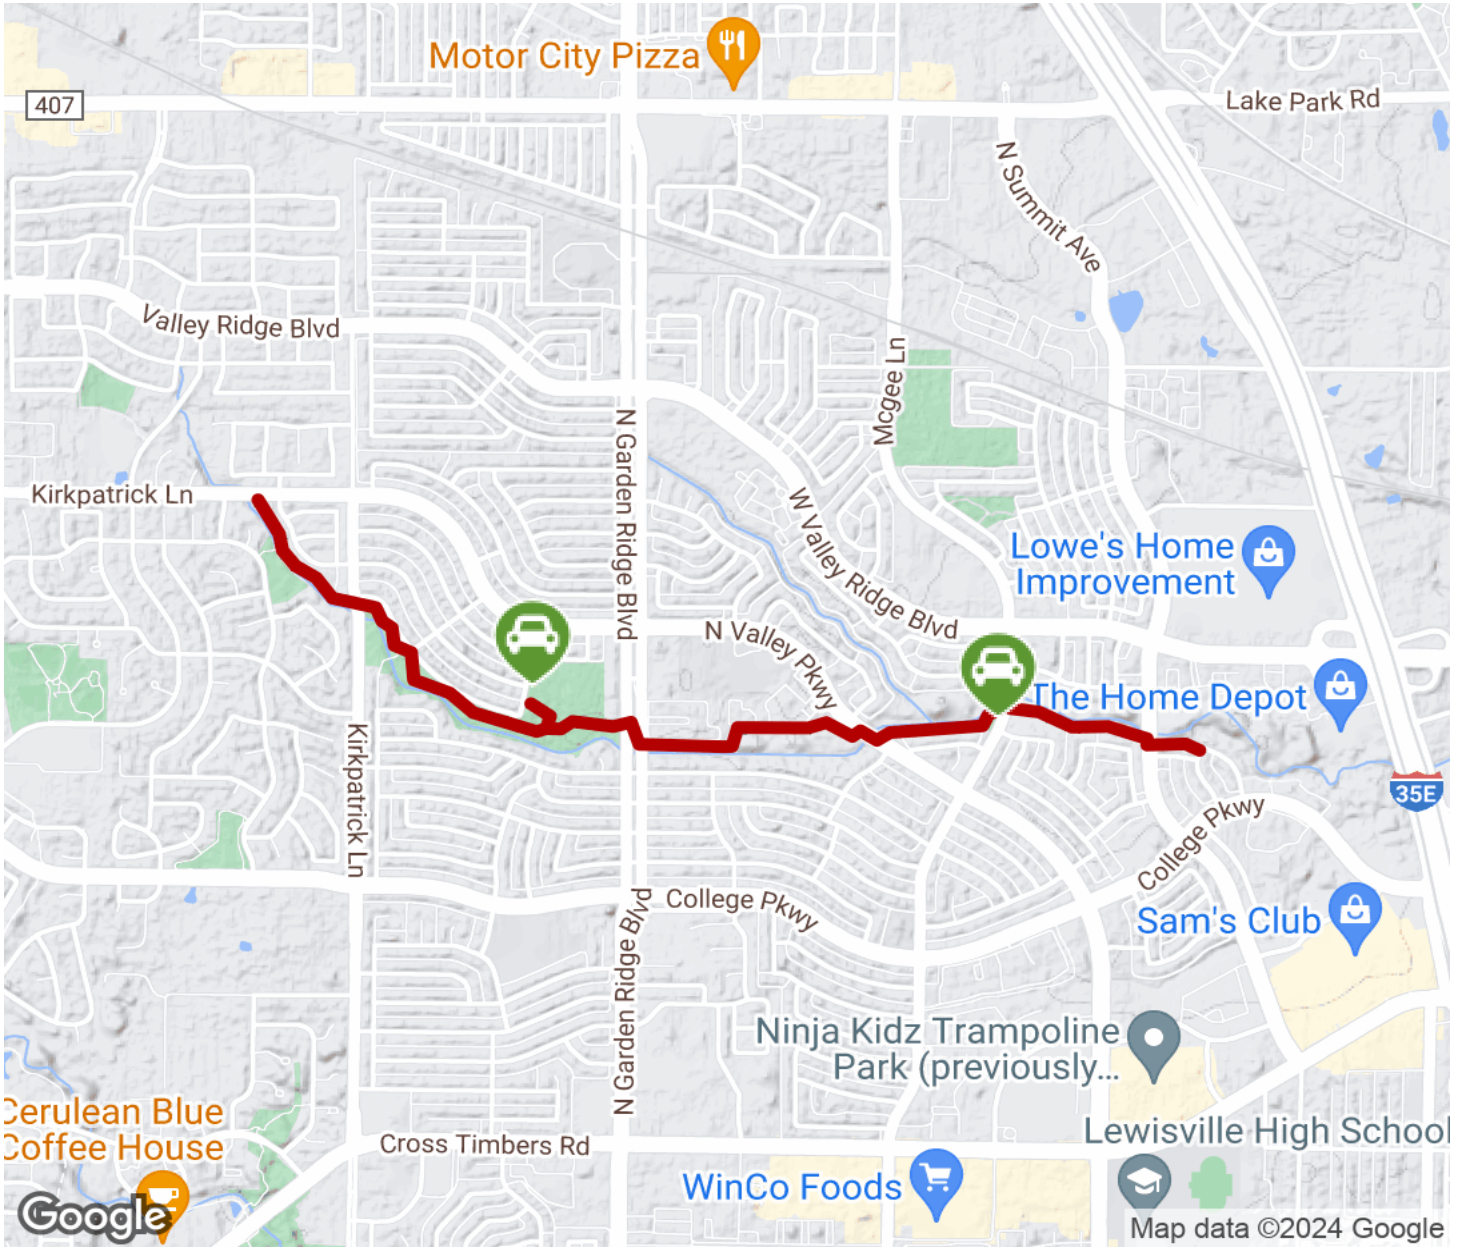 Motor City Pizza
407
Lake Park Rd
N Summit Ave
Valley Ridge Blvd
Mcgee Ln
N Garden Ridge Blvd
Kirkpatrick Ln
W Valley Ridge Blvd
Lowe's Home
Improvement
N Valley Pkwy
The Home Depot
Kirkpatrick Ln
35E
College Pkwy
College Pkwy
Sam's Club
N Garden Ridge Blvd
Ninja Kidz Trampoline
Park (previously...
Cerulean Blue
Coffee House
Cross Timbers Rd
Lewisville High School
WinCo Foods
Google
Map data ©2024 Google